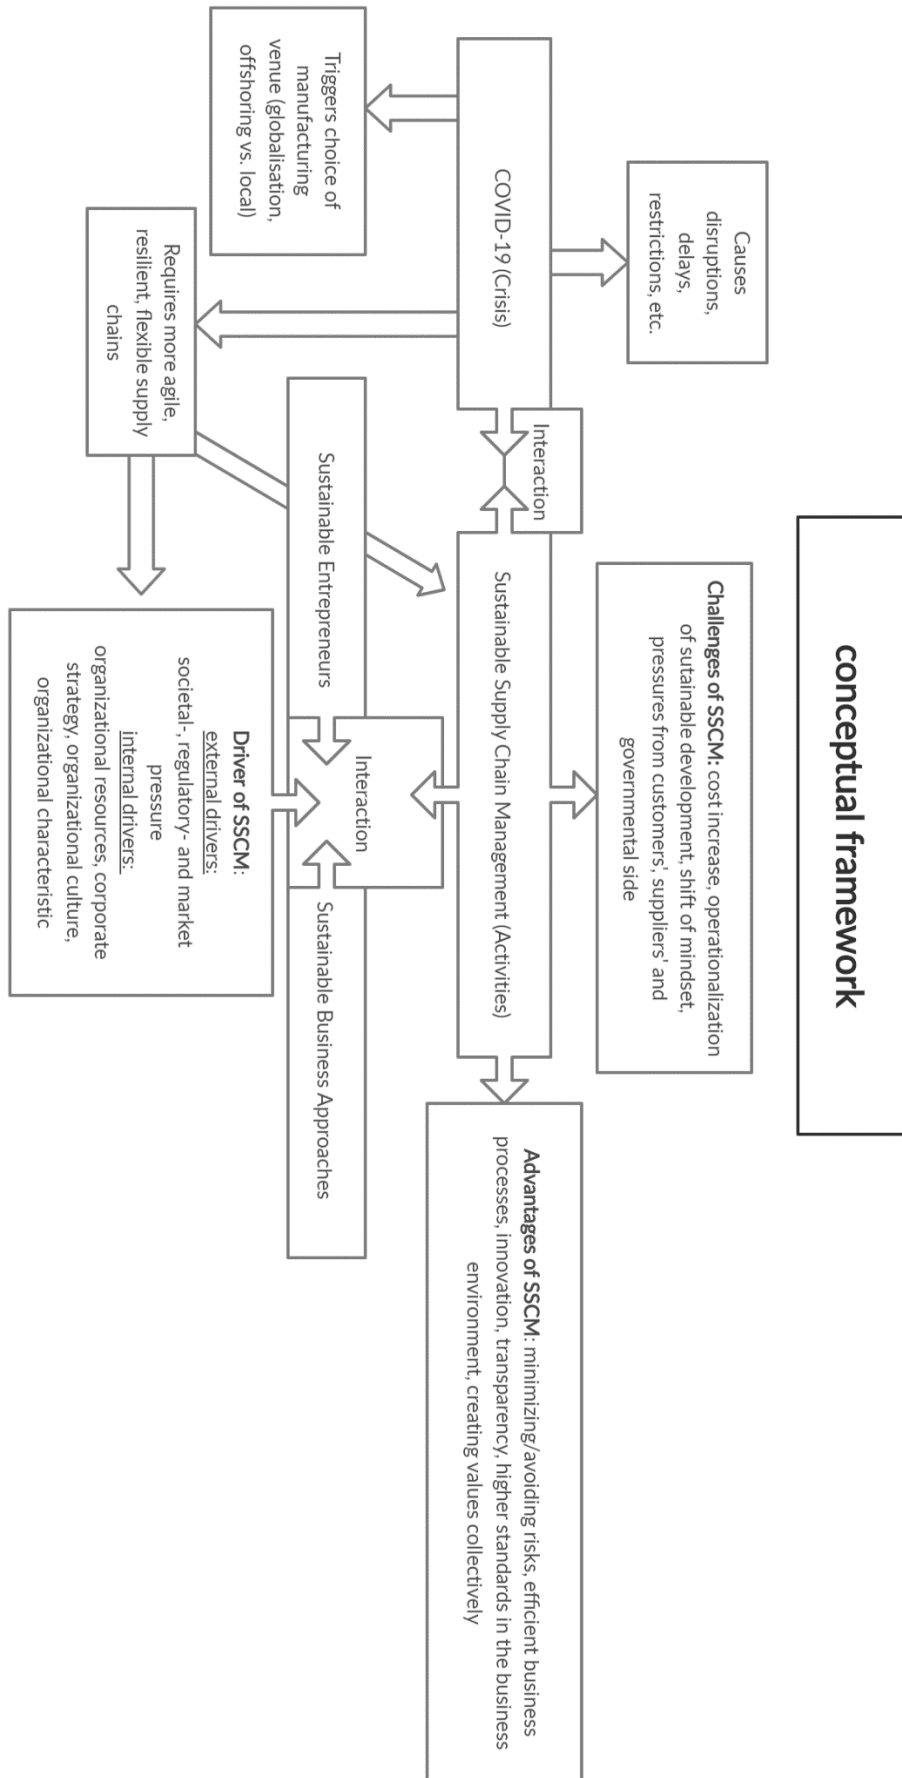 conceptual framework
Causes
disruptions,
delays,
restrictions, etc.
Challenges of SSCM: cost increase, operationalization
of sutainable development, shift of mindset,
pressures from customers', suppliers' and
governmental side
COVID-19 (Crisis)
Interaction
Sustainable Supply Chain Management (Activities)
Advantages of SSCM: minimizing/avoiding risks, efficient business
processes, innovation, transparency, higher standards in the business
environment, creating values collectively
Triggers choice of
manufacturing
venue (globalisation,
offshoring vs. local)
Sustainable Entrepreneurs
Interaction
Sustainable Business Approaches
Requires more agile,
resilient, flexible supply
chains
Driver of SSCM:
external drivers:
societal-, regulatory- and market
pressure
internal drivers:
organizational resources, corporate
strategy, organizational culture,
organizational characteristic